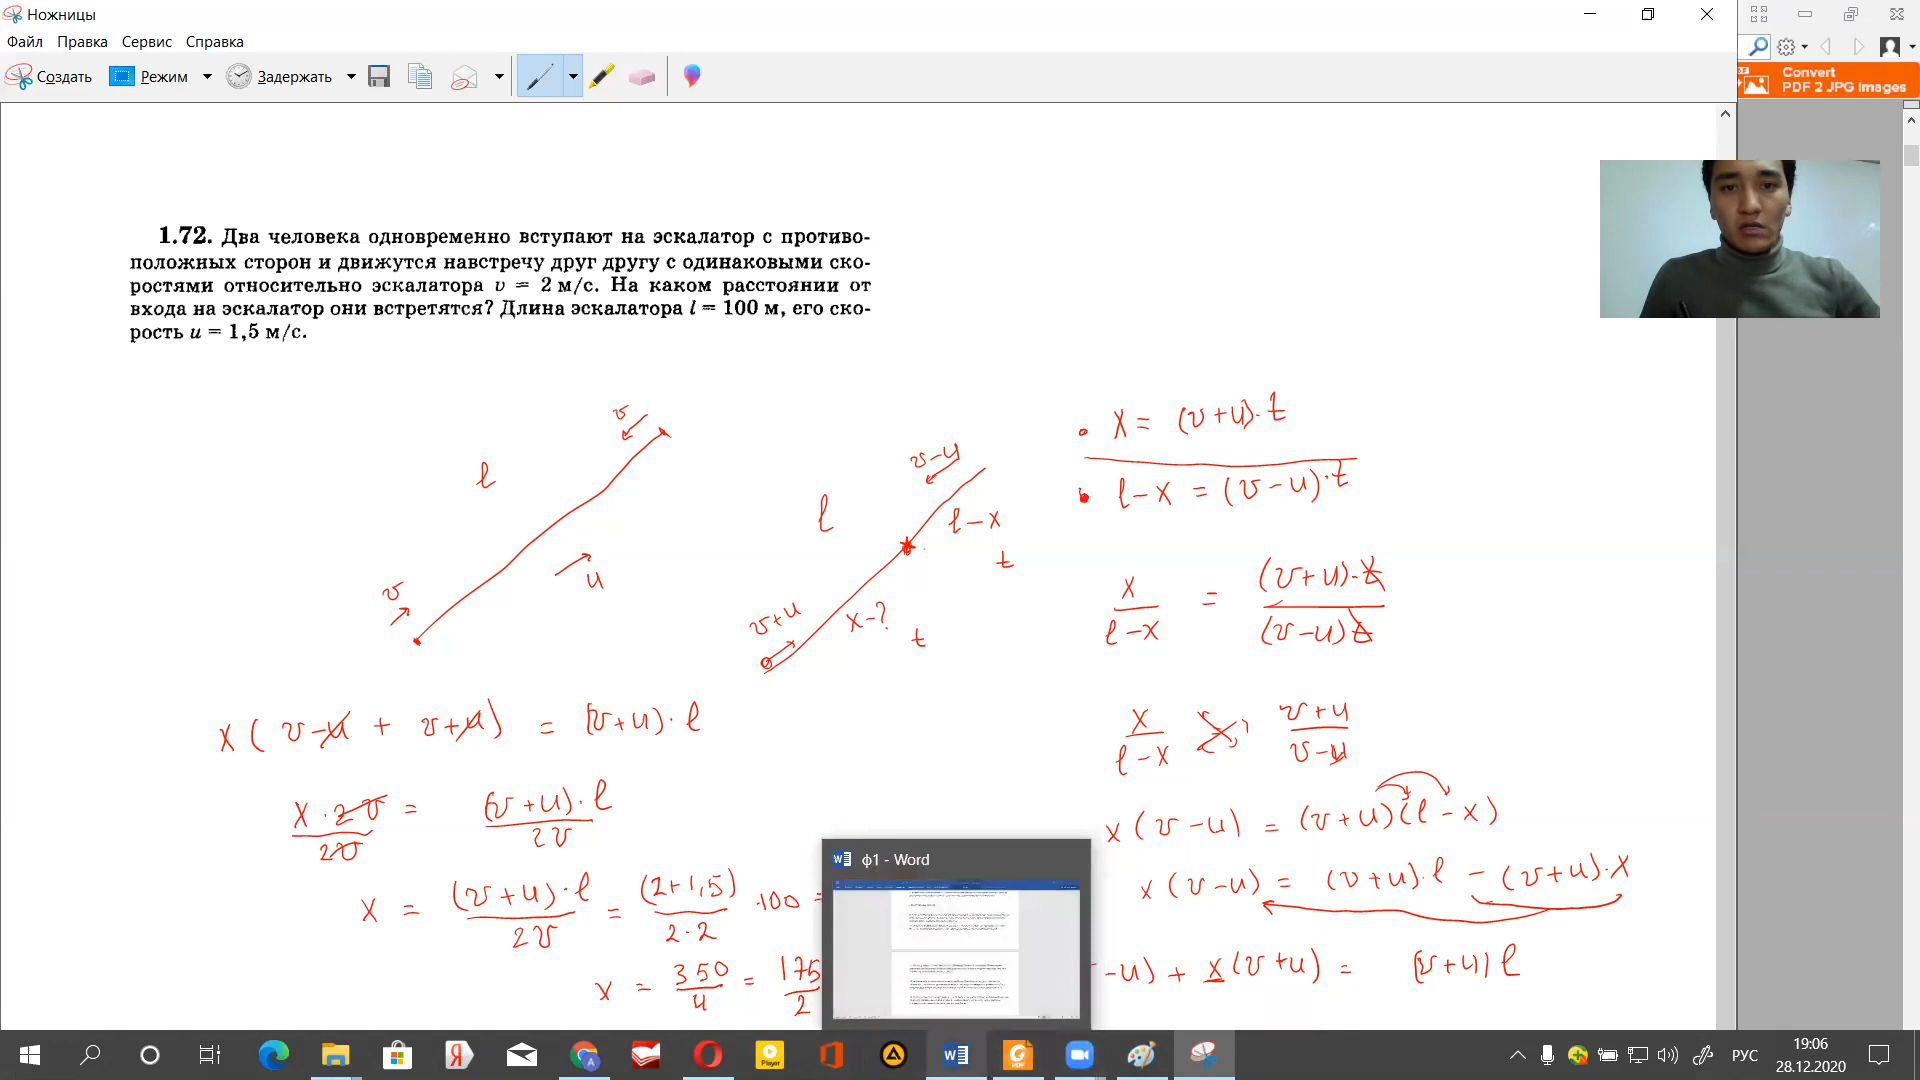 Ножницы
Файл Правка Сервис Справка
Создать Режим Задержать
Convert
PDF 2 JPG Images
1.72. Два человека одновременно вступают на эскалатор с противо-
положных сторон и движутся навстречу друг другу с одинаковыми ско-
ростями относительно эскалатора v = 2 м/с. На каком расстоянии от
входа на эскалатор они встретятся? Длина эскалатора l = 100 м, его ско-
рость u = 1,5 м/с.
v
l
v
u
v-u
l
l-x
t
v+u
x-?
t
x = (v+u)·t
l-x = (v-u)·t
x/(l-x) = (v+u)·t/(v-u)t
x/(l-x) v+u/v-u
x(v-u) = (v+u)(l-x)
x(v-u) = (v+u)·l - (v+u)·x
-u) + x(v+u) = (v+u)l
x(v-u + v+u) = (v+u)·l
x·2v/2v = (v+u)·l/2v
x = (v+u)·l/2v = (2+1,5)/2·2 ·100 =
x = 350/4 = 175/2
ф1 - Word
Player
PDF
РУС
19:06
28.12.2020